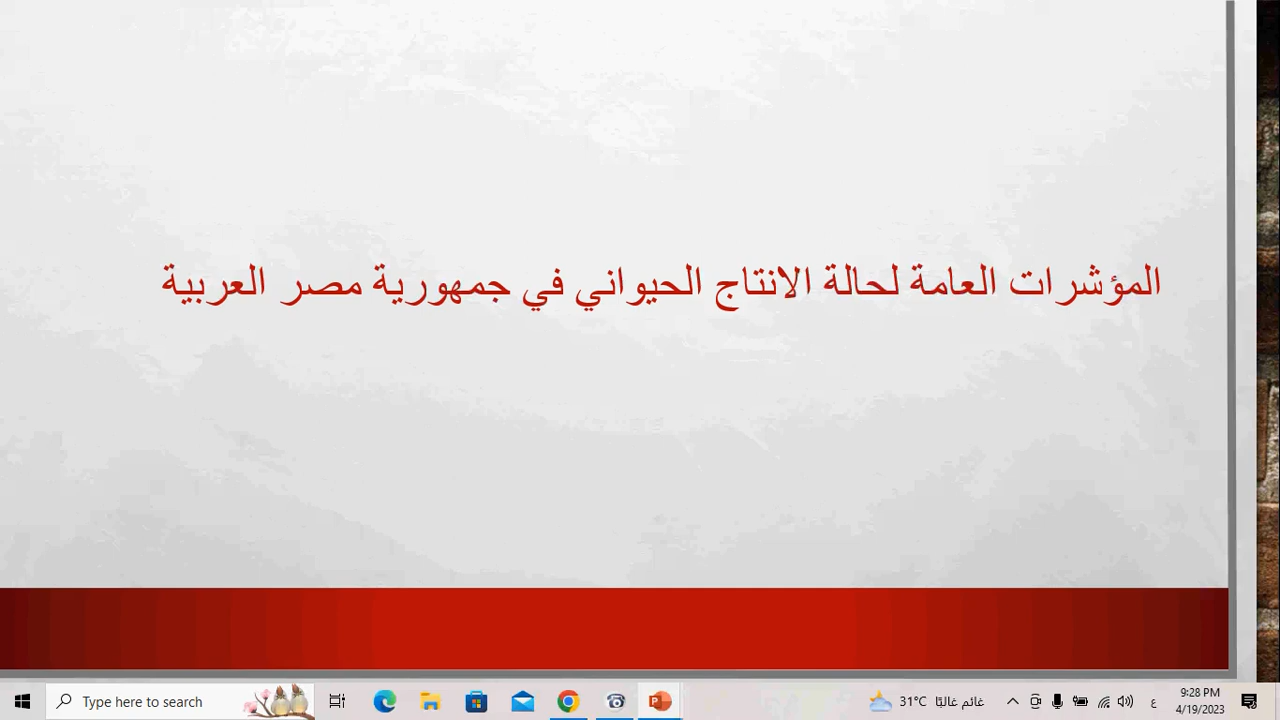 المؤشرات العامة لحالة الانتاج الحيواني في جمهورية مصر العربية
Type here to search
31°C غائم غالبًا
ع
9:28 PM
4/19/2023